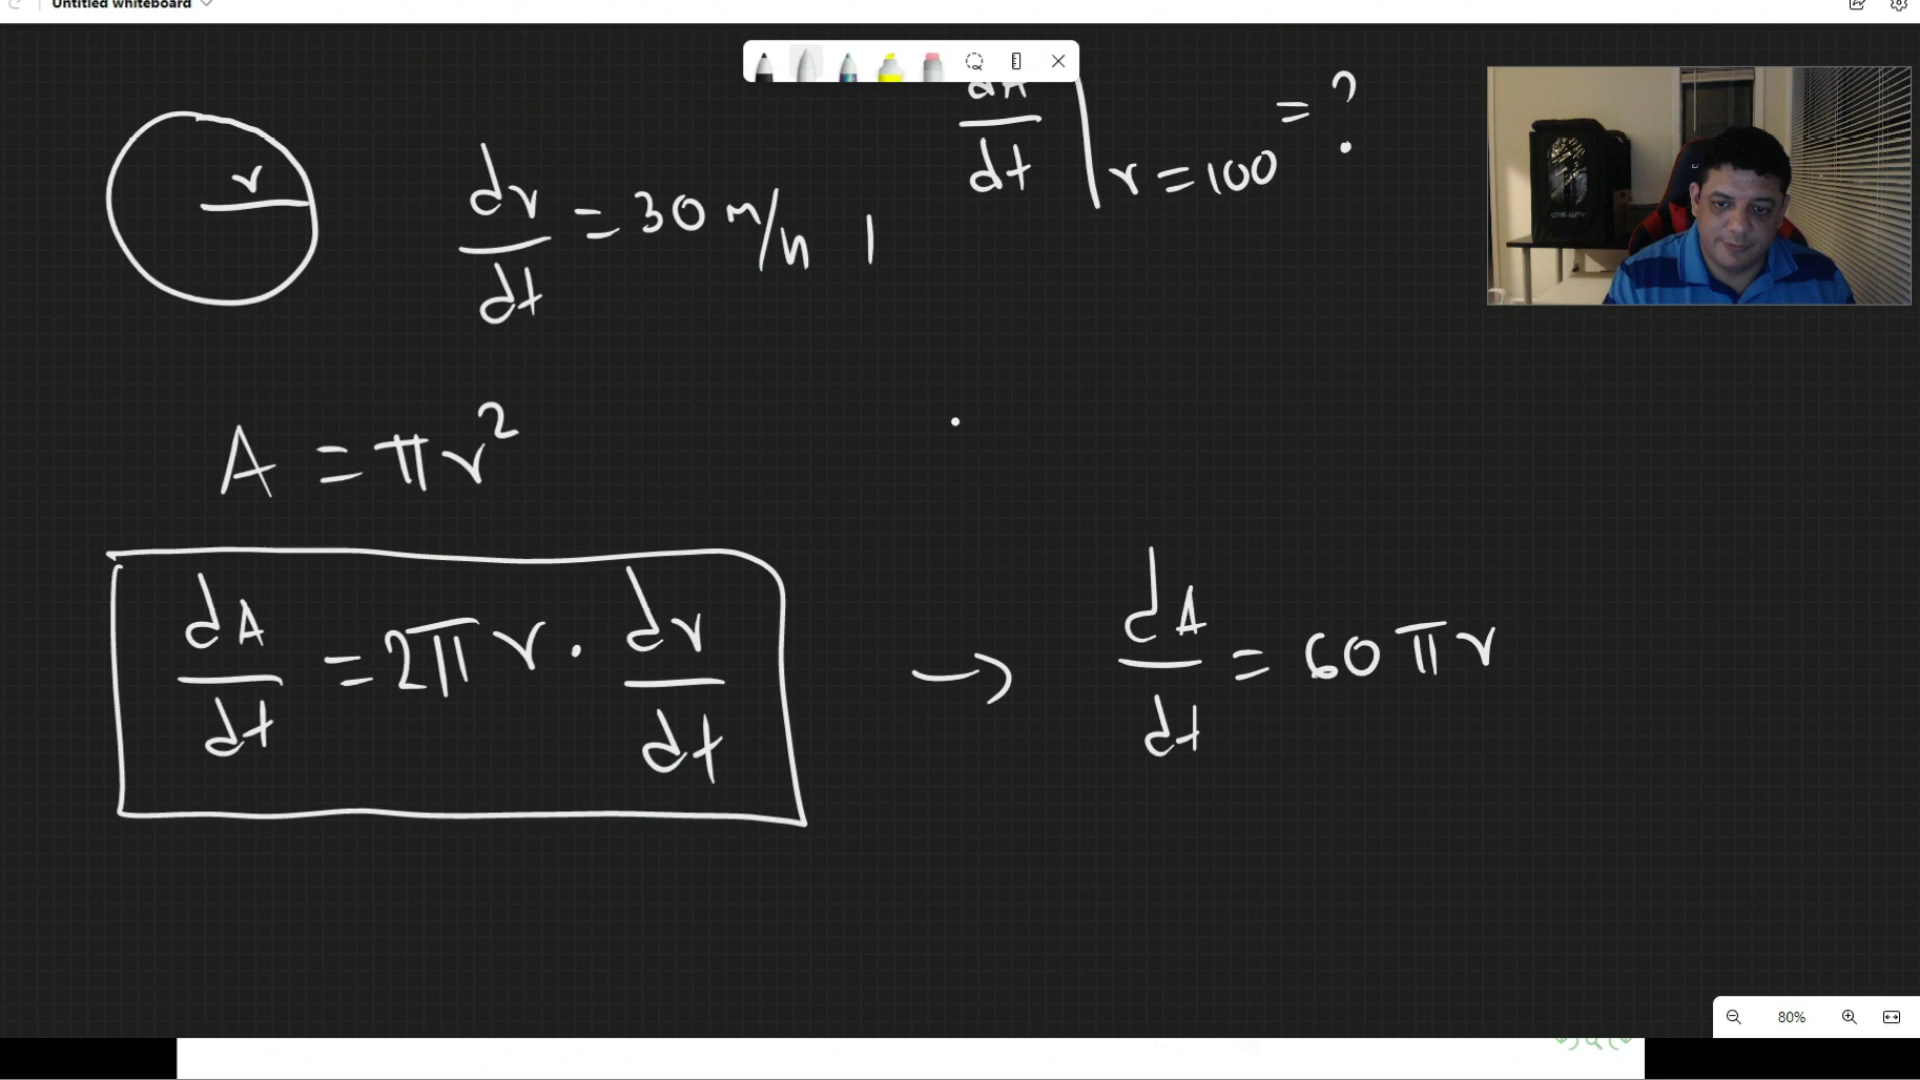 Untitled whiteboard
r
dr/dt = 30 m/h
dA/dt | r = 100 = ?
A = πr²
dA/dt = 2πr · dr/dt → dA/dt = 60πr
80%